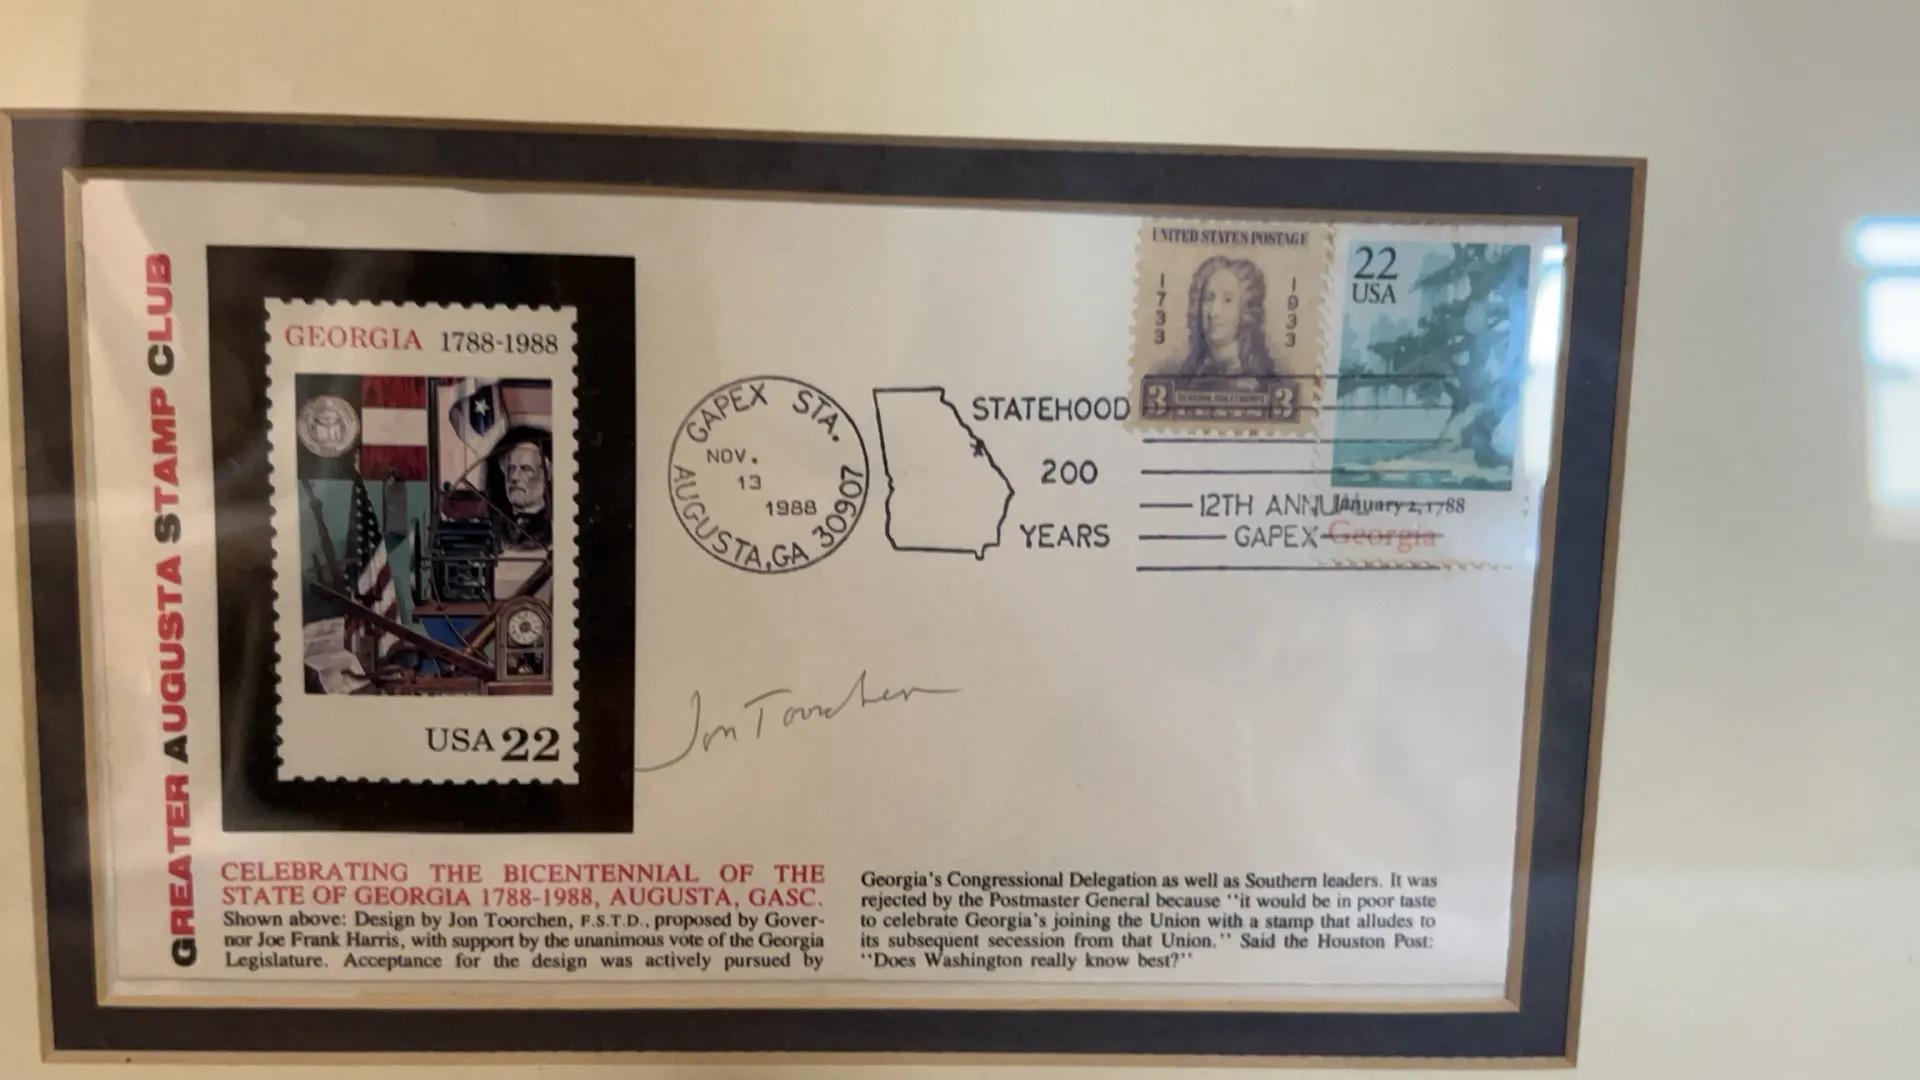 GREATER AUGUSTA STAMP CLUB
GEORGIA 1788-1988
USA 22
GAPEX STA.
NOV.
13
1988
AUGUSTA, GA 30907
STATEHOOD
200
YEARS
12TH ANNUAL
GAPEX
UNITED STATES POSTAGE
1733
1933
3
3
22
USA
January 2, 1788
Georgia
Jon Toorchen
CELEBRATING THE BICENTENNIAL OF THE
STATE OF GEORGIA 1788-1988, AUGUSTA, GASC.
Shown above: Design by Jon Toorchen, F.S.T.D., proposed by Gover-
nor Joe Frank Harris, with support by the unanimous vote of the Georgia
Legislature. Acceptance for the design was actively pursued by
Georgia's Congressional Delegation as well as Southern leaders. It was
rejected by the Postmaster General because ''it would be in poor taste
to celebrate Georgia's joining the Union with a stamp that alludes to
its subsequent secession from that Union.'' Said the Houston Post:
''Does Washington really know best?''